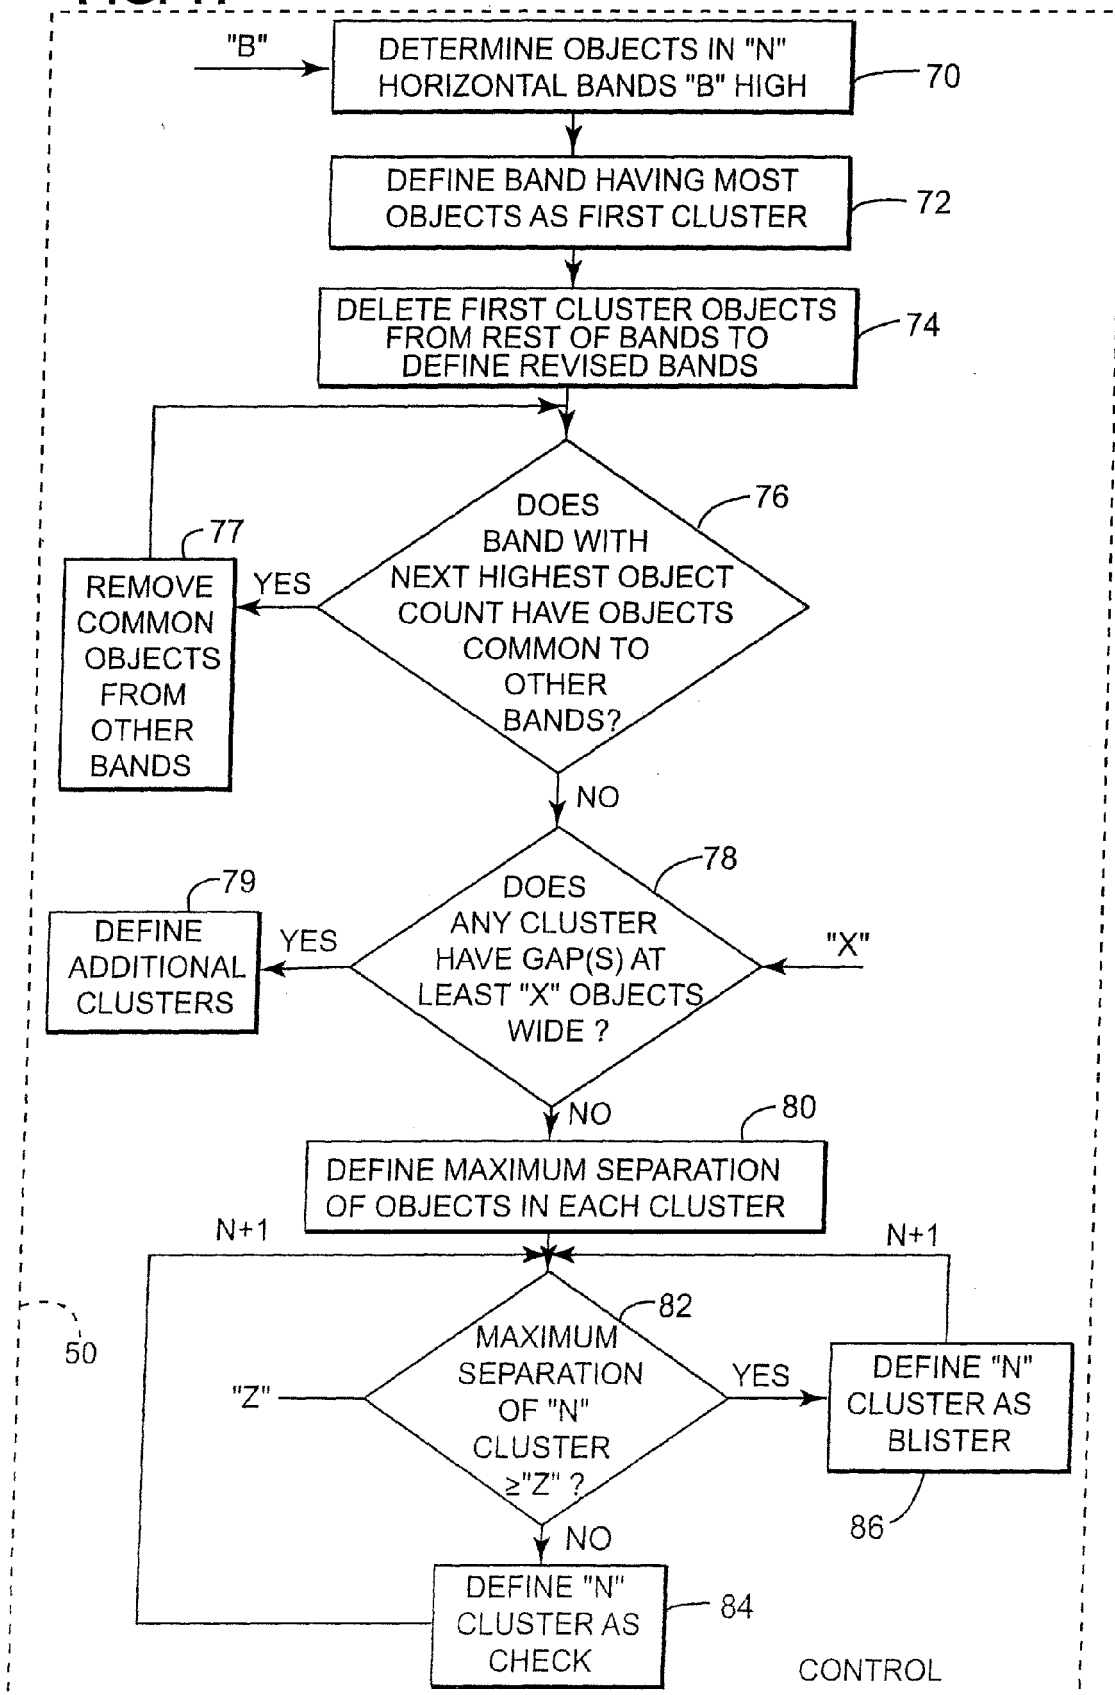 "B"
DETERMINE OBJECTS IN "N"
HORIZONTAL BANDS "B" HIGH
70
DEFINE BAND HAVING MOST
OBJECTS AS FIRST CLUSTER
72
DELETE FIRST CLUSTER OBJECTS
FROM REST OF BANDS TO
DEFINE REVISED BANDS
74
DOES
BAND WITH
NEXT HIGHEST OBJECT
COUNT HAVE OBJECTS
COMMON TO
OTHER
BANDS?
76
YES
77
REMOVE
COMMON
OBJECTS
FROM
OTHER
BANDS
NO
DOES
ANY CLUSTER
HAVE GAP(S) AT
LEAST "X" OBJECTS
WIDE ?
78
"X"
YES
79
DEFINE
ADDITIONAL
CLUSTERS
NO
80
DEFINE MAXIMUM SEPARATION
OF OBJECTS IN EACH CLUSTER
N+1
N+1
50
82
MAXIMUM
SEPARATION
OF "N"
CLUSTER
≥"Z" ?
"Z"
YES
DEFINE "N"
CLUSTER AS
BLISTER
86
NO
DEFINE "N"
CLUSTER AS
CHECK
84
CONTROL